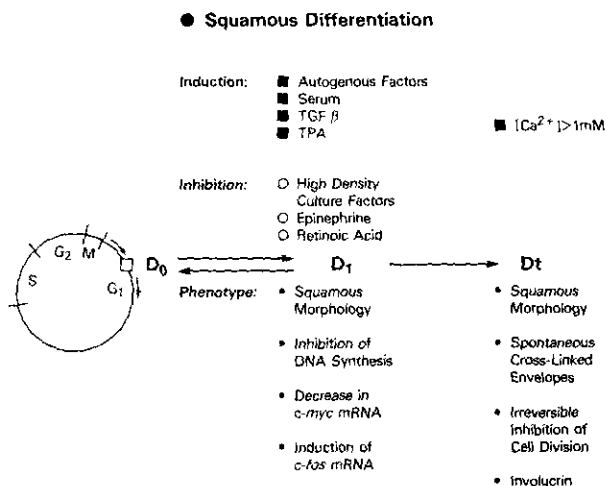 ● Squamous Differentiation
Induction:
■ Autogenous Factors
■ Serum
■ TGF β
■ TPA
■ [Ca²⁺]>1mM
Inhibition:
○ High Density
Culture Factors
○ Epinephrine
○ Retinoic Acid
G₂ M
S
G₁
D₀
D₁
Dt
Phenotype:
• Squamous
Morphology
• Inhibition of
DNA Synthesis
• Decrease in
c-myc mRNA
• Induction of
c-fos mRNA
• Squamous
Morphology
• Spontaneous
Cross-Linked
Envelopes
• Irreversible
Inhibition of
Cell Division
• Involucrin